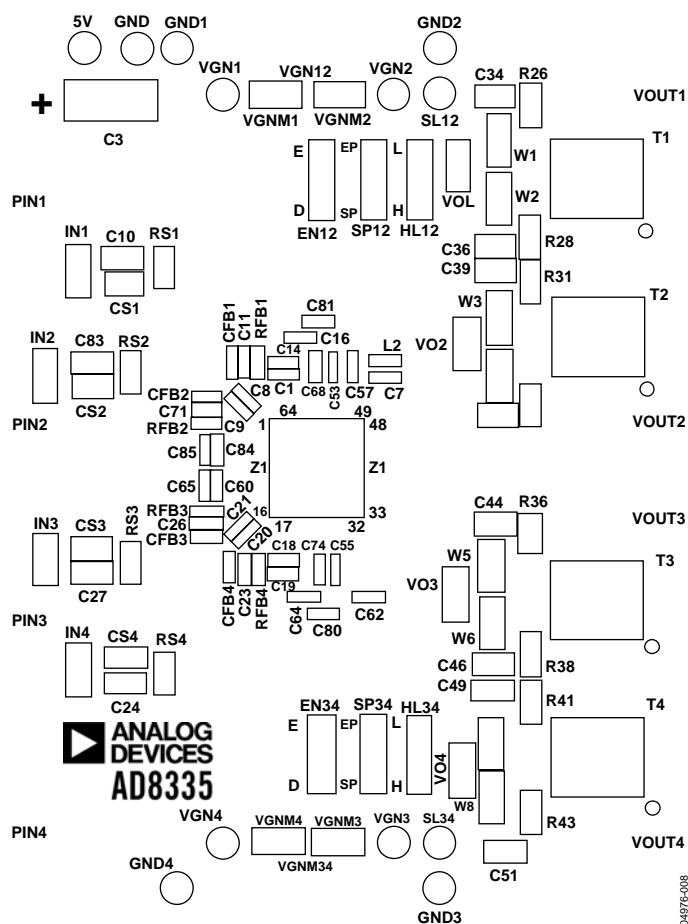 5V GND GND1 GND2
VGN1 VGN12 VGN2 C34 R26
+ VGNM1 VGNM2 SL12 VOUT1
C3 T1
E EP L W1
D SP H VOL W2
EN12 SP12 HL12
PIN1
IN1 C10 RS1 C36 R28
C39 R31
CS1 C81 W3 T2
CFB1 C11 RFB1 C16 L2 VO2
IN2 C83 RS2 C14
CS2 CFB2 C8 C1 C68 C53 C57 C7
PIN2 C71 C9 64 49 VOUT2
RFB2 1 48
C85 C84 Z1 Z1
C65 C60
RFB3 C21 16 33 C44 R36 VOUT3
IN3 CS3 RS3 C26 C20 17 32
CFB3 C18 C74 C55 W5 T3
C27 CFB4 C23 RFB4 C19 C64 C62 VO3
PIN3 C80 W6
IN4 CS4 RS4 C46 R38
C24 C49 R41
EN34 SP34 HL34 T4
ANALOG E EP L
DEVICES VO4
AD8335 D SP H W8
R43
PIN4 VGN4 VGNM4 VGNM3 VGN3 SL34 VOUT4
VGNM34
GND4 C51
GND3
04976-008